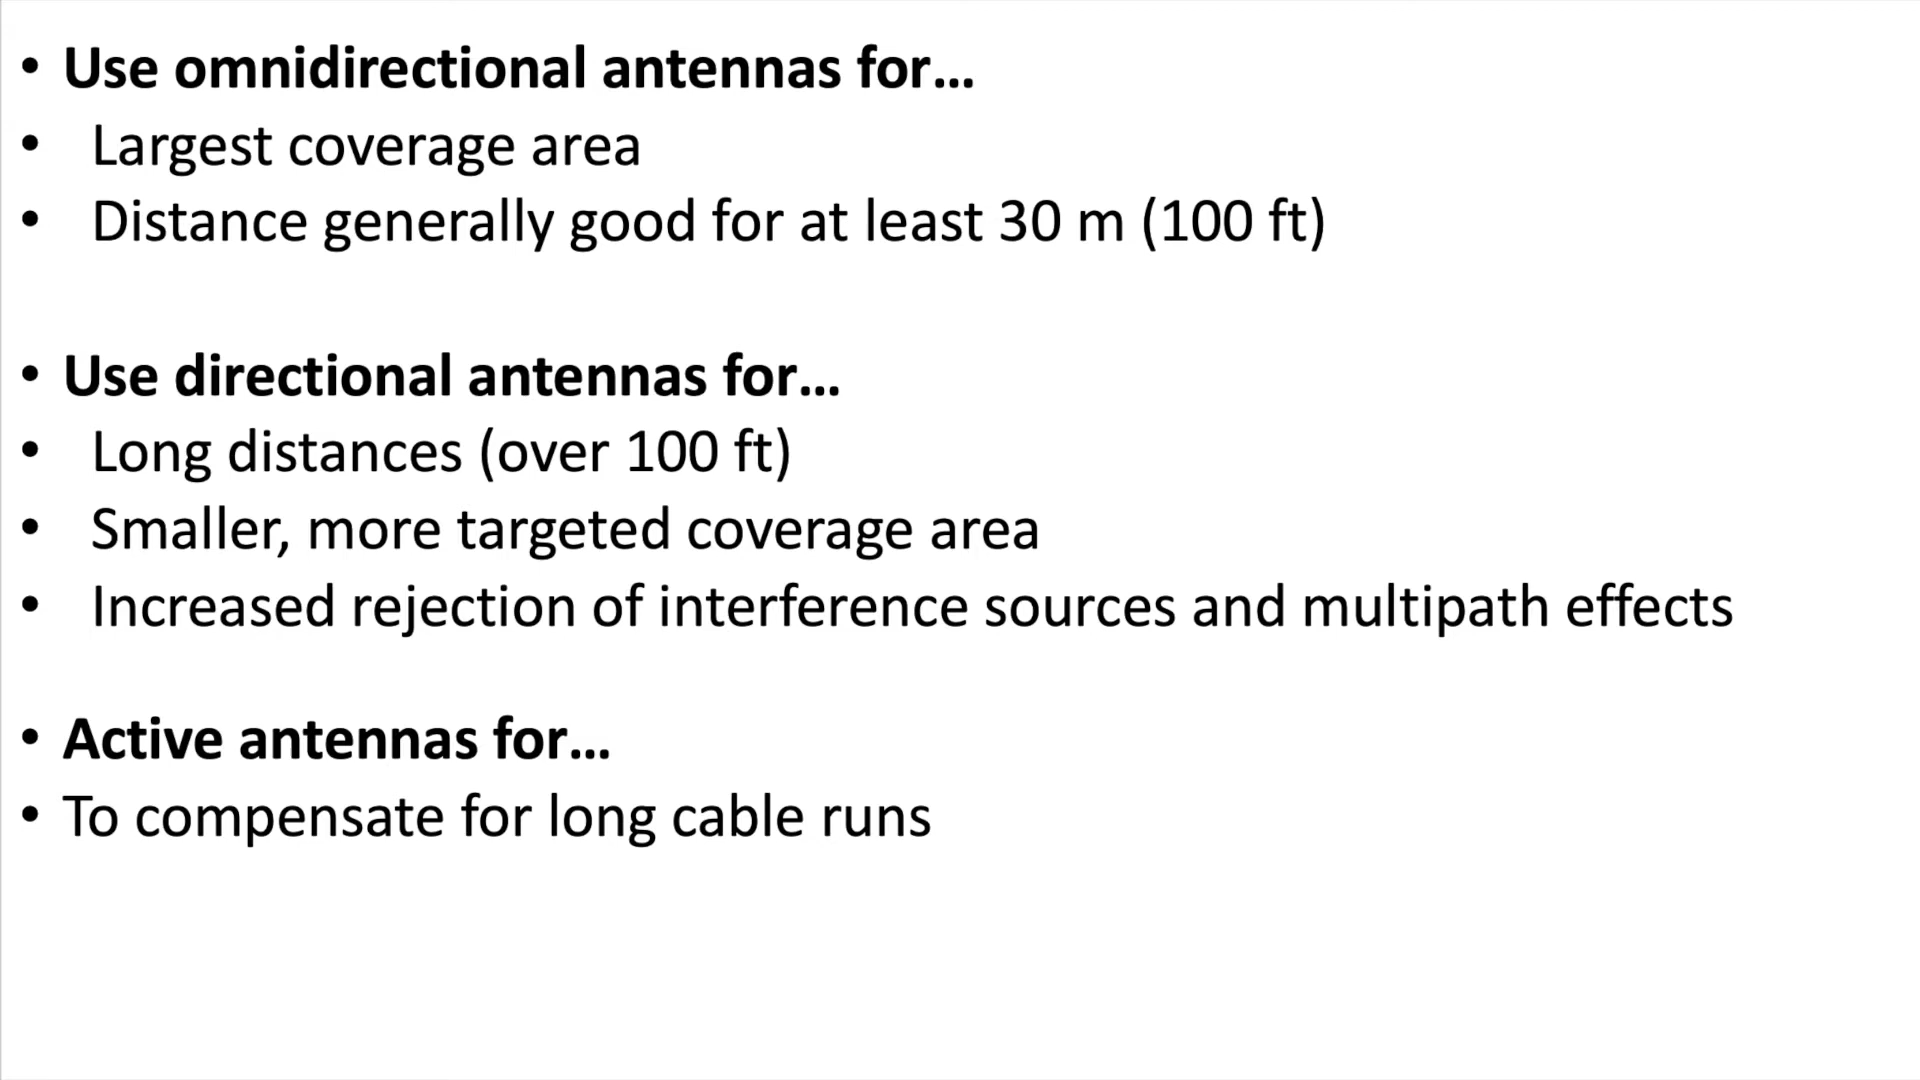 • Use omnidirectional antennas for…
• Largest coverage area
• Distance generally good for at least 30 m (100 ft)
• Use directional antennas for…
• Long distances (over 100 ft)
• Smaller, more targeted coverage area
• Increased rejection of interference sources and multipath effects
• Active antennas for…
• To compensate for long cable runs